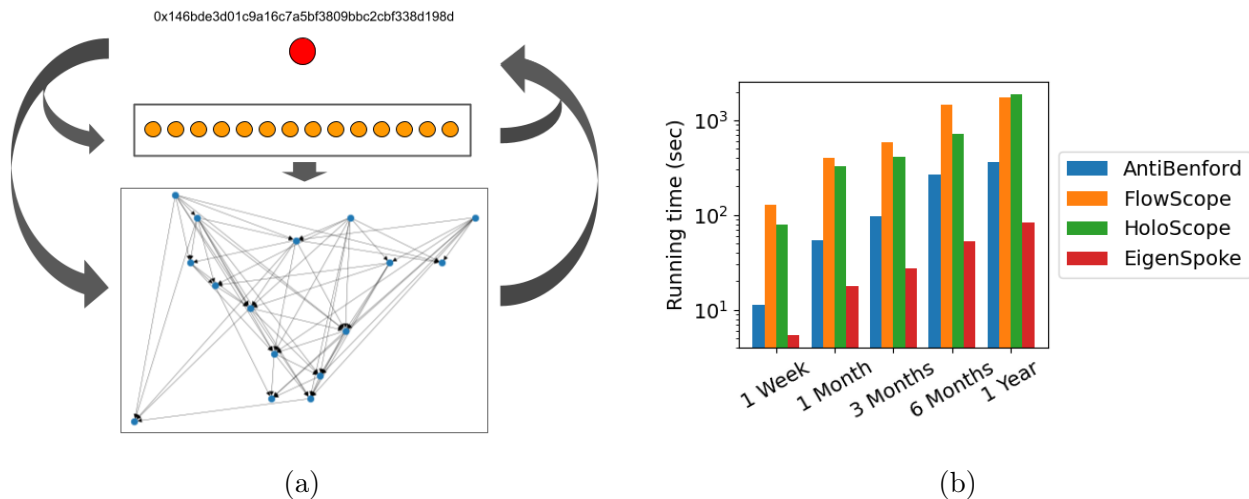 0x146bde3d01c9a16c7a5bf3809bbc2cbf338d198d
(a)
Running time (sec)
10³
10²
10¹
1 Week
1 Month
3 Months
6 Months
1 Year
AntiBenford
FlowScope
HoloScope
EigenSpoke
(b)